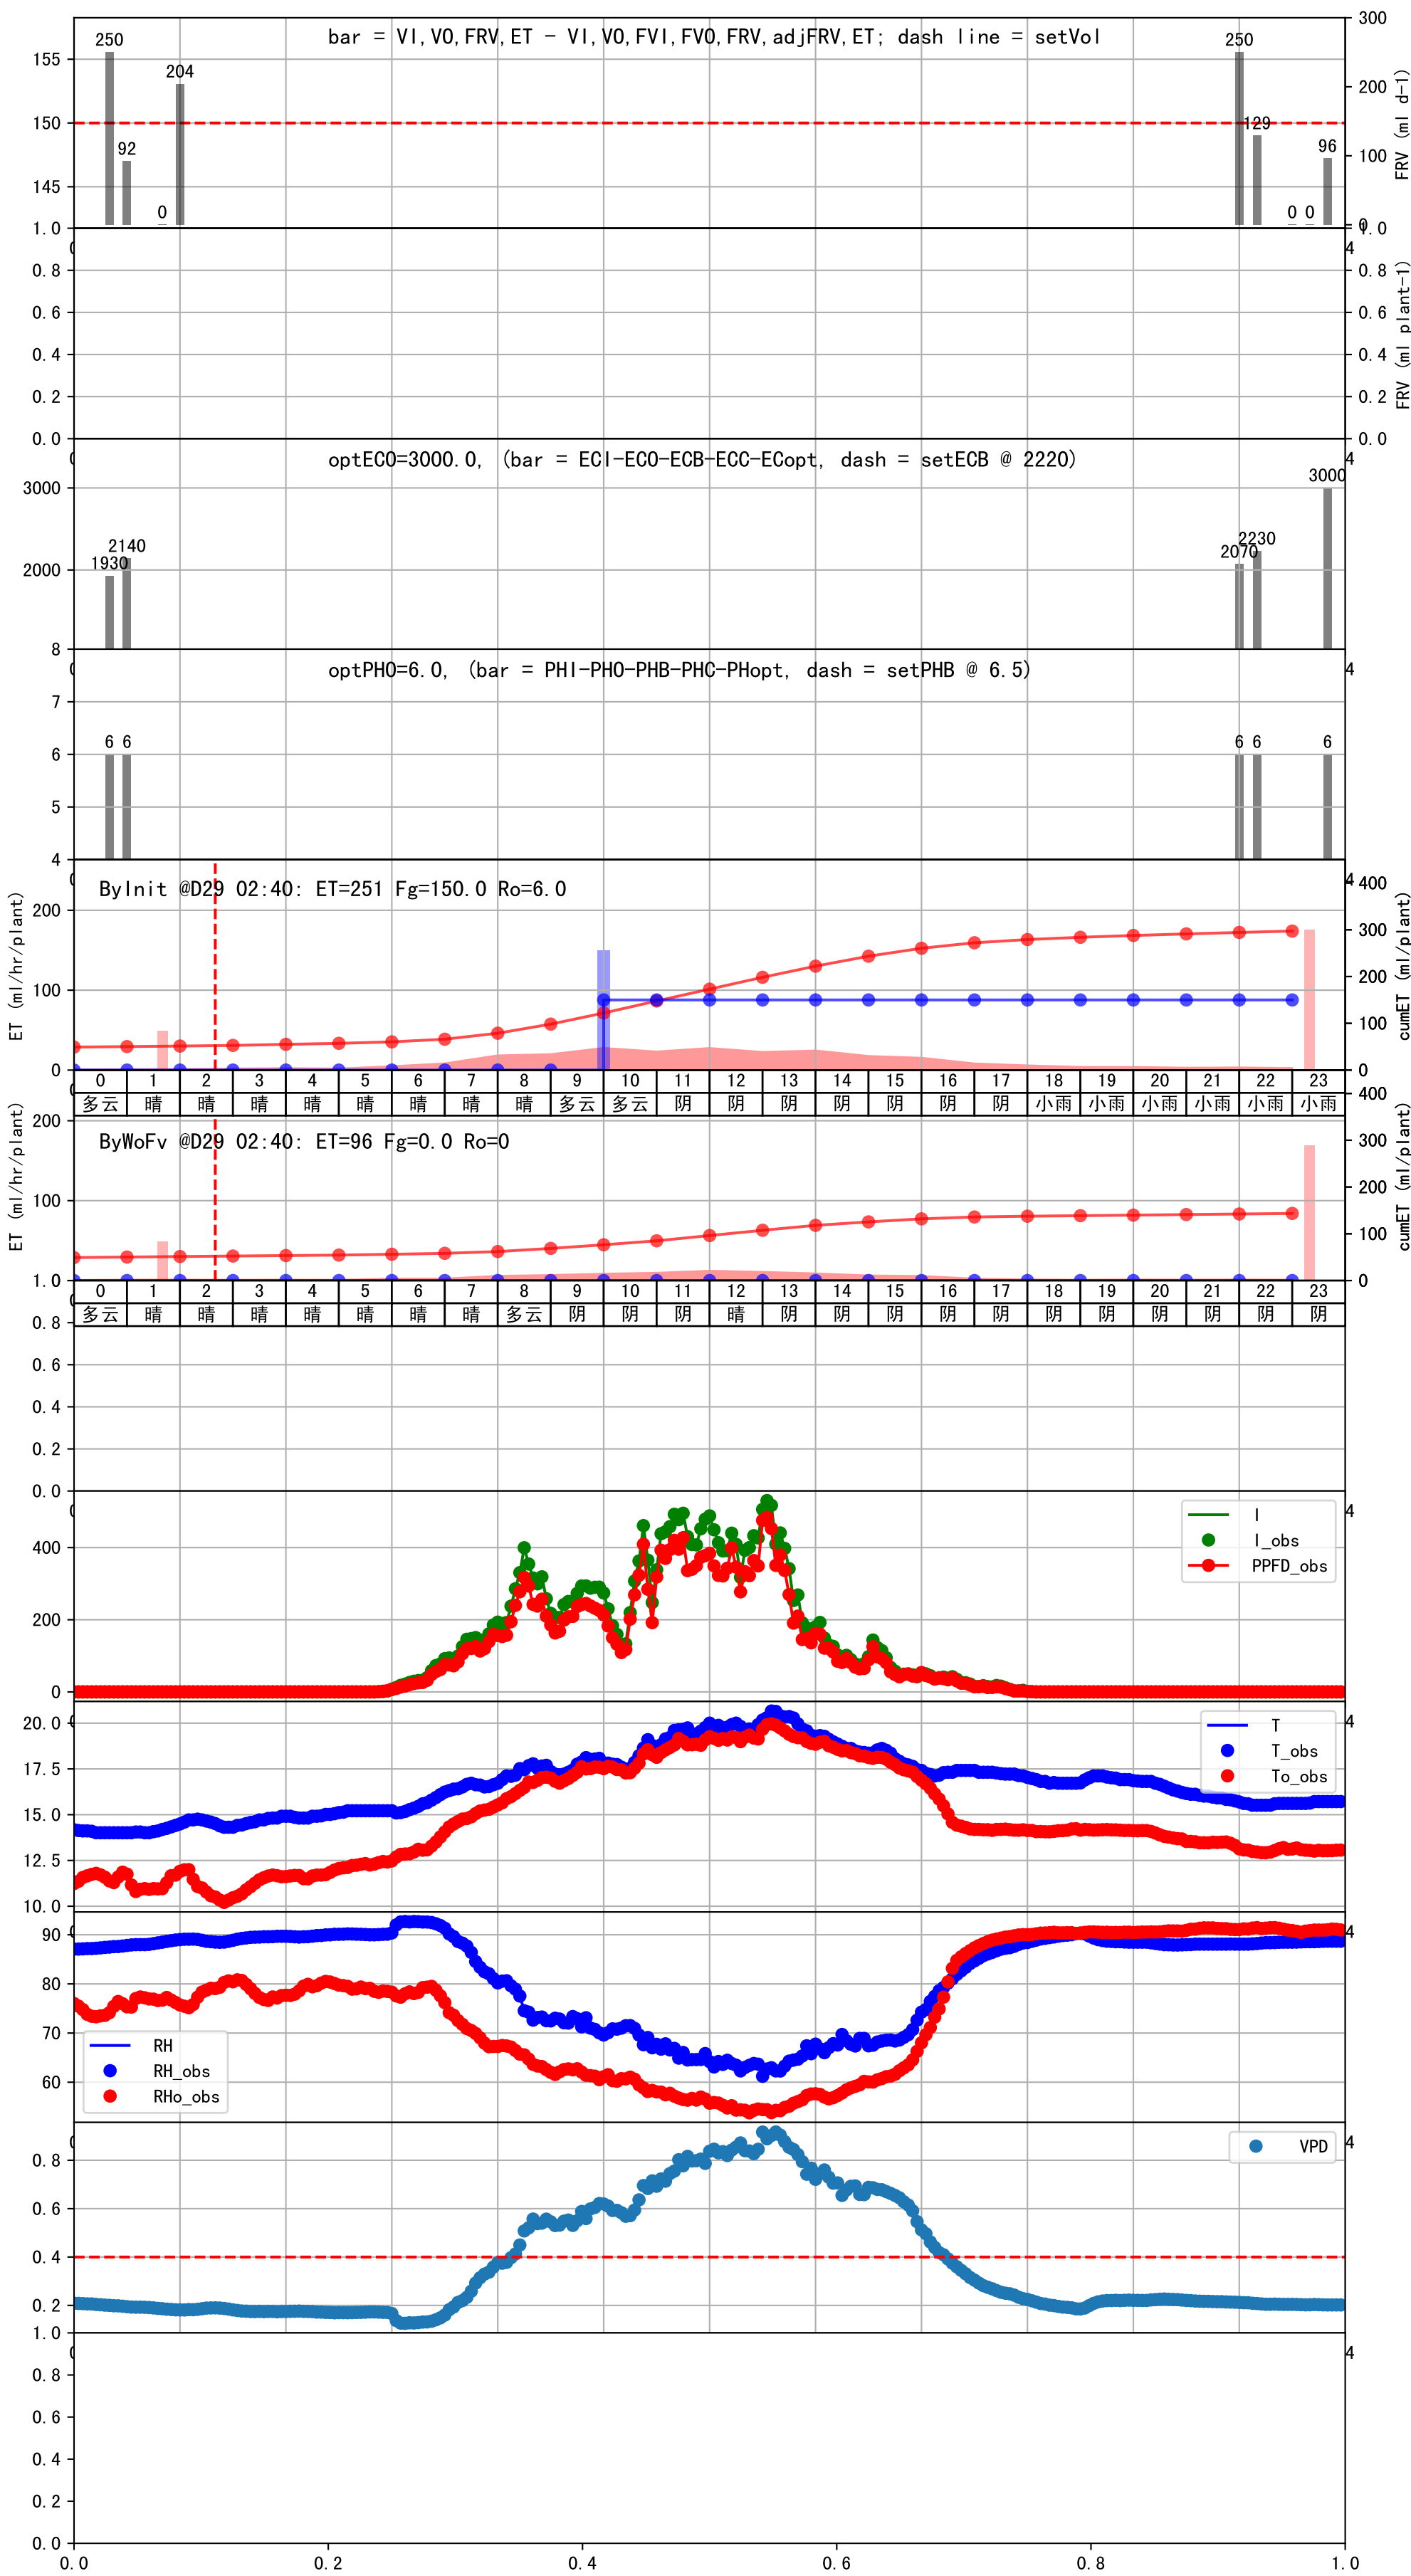 bar = VI,VO,FRV,ET - VI,VO,FVI,FVO,FRV,adjFRV,ET; dash line = setVol
250 92 0 204 250 129 0 0 96
155
150
145
300
200
100
0
FRV (ml d-1)
1.0 1.0
0.8 0.8
0.6 0.6
0.4 0.4
0.2 0.2
0.0 0.0
FRV (ml plant-1)
optECO=3000.0, (bar = ECI-ECO-ECB-ECC-ECopt, dash = setECB @ 2220)
3000
2000
1930 2140 2070 2230 3000
optPHO=6.0, (bar = PHI-PHO-PHB-PHC-PHopt, dash = setPHB @ 6.5)
8
7
6
5
4
6 6 6 6 6
ByInit @D29 02:40: ET=251 Fg=150.0 Ro=6.0
ET (ml/hr/plant)
200
100
0
400
300
200
100
0
cumET (ml/plant)
0 1 2 3 4 5 6 7 8 9 10 11 12 13 14 15 16 17 18 19 20 21 22 23
多云 晴 晴 晴 晴 晴 晴 晴 晴 多云 多云 阴 阴 阴 阴 阴 阴 阴 小雨 小雨 小雨 小雨 小雨 小雨
ByWoFv @D29 02:40: ET=96 Fg=0.0 Ro=0
ET (ml/hr/plant)
200
100
400
300
200
100
0
cumET (ml/plant)
0 1 2 3 4 5 6 7 8 9 10 11 12 13 14 15 16 17 18 19 20 21 22 23
多云 晴 晴 晴 晴 晴 晴 晴 多云 阴 阴 阴 晴 阴 阴 阴 阴 阴 阴 阴 阴 阴 阴 阴
1.0
0.8
0.6
0.4
0.2
0.0
400
200
0
I
I_obs
PPFD_obs
20.0
17.5
15.0
12.5
10.0
T
T_obs
To_obs
90
80
70
60
RH
RH_obs
RHo_obs
0.8
0.6
0.4
0.2
VPD
1.0
0.8
0.6
0.4
0.2
0.0
0.0 0.2 0.4 0.6 0.8 1.0